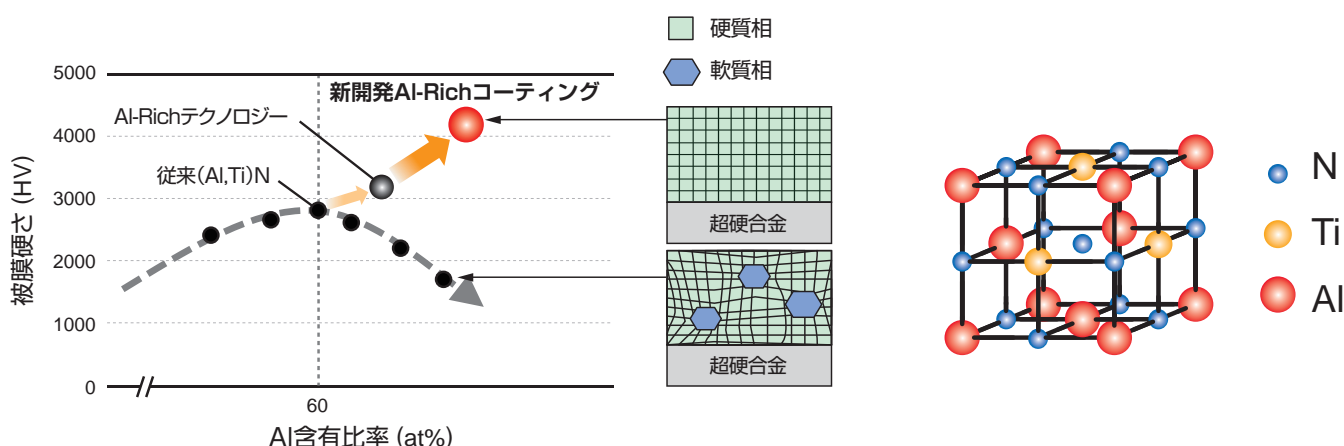 硬質相
軟質相
5000
4000
3000
2000
1000
0
被膜硬さ (HV)
新開発Al-Richコーティング
Al-Richテクノロジー
従来(Al,Ti)N
超硬合金
超硬合金
60
Al含有比率 (at%)
N
Ti
Al